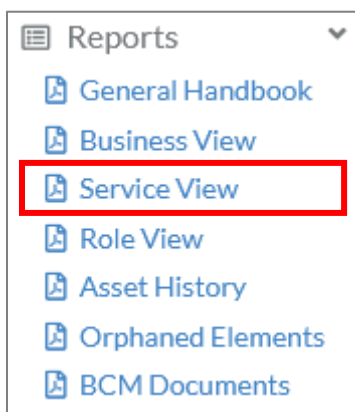 Reports
General Handbook
Business View
Service View
Role View
Asset History
Orphaned Elements
BCM Documents